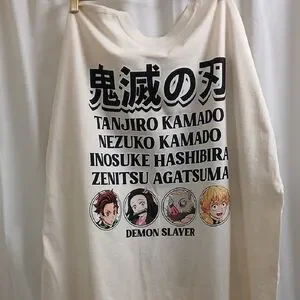 鬼滅の刃
TANJIRO KAMADO
NEZUKO KAMADO
INOSUKE HASHIBIRA
ZENITSU AGATSUMA
DEMON SLAYER